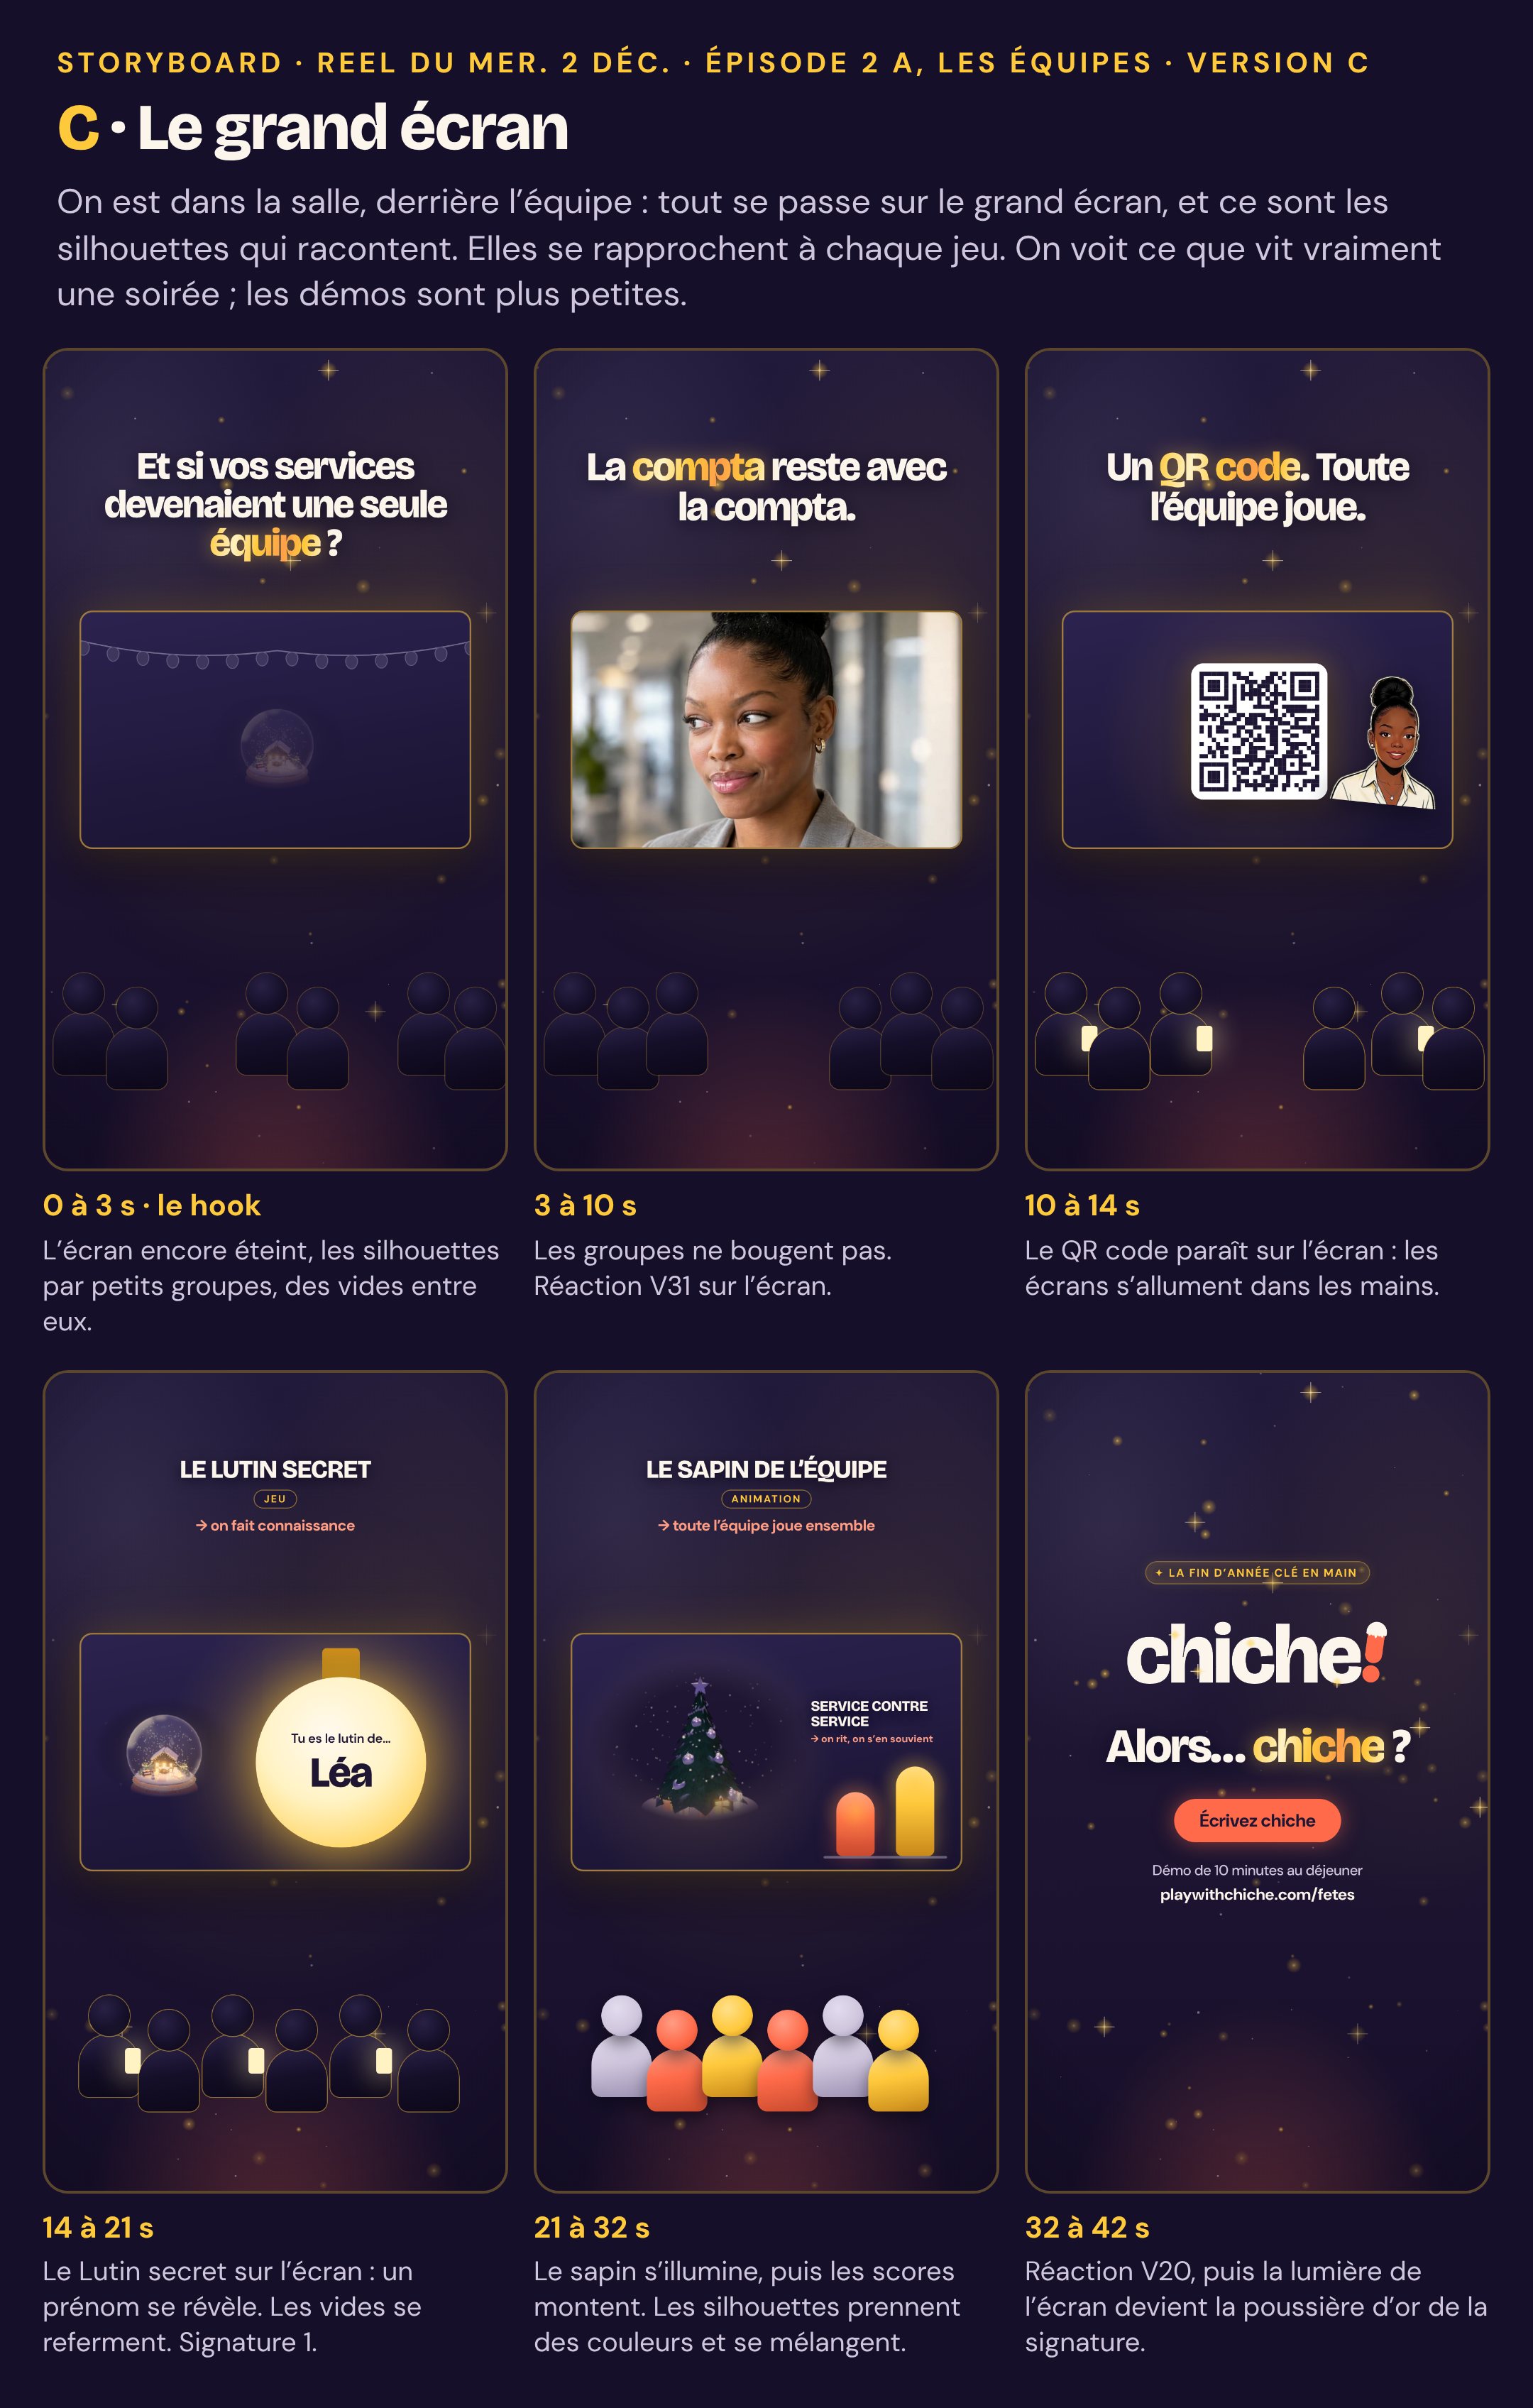 STORYBOARD · REEL DU MER. 2 DÉC. · ÉPISODE 2 A, LES ÉQUIPES · VERSION C
C · Le grand écran
On est dans la salle, derrière l’équipe : tout se passe sur le grand écran, et ce sont les
silhouettes qui racontent. Elles se rapprochent à chaque jeu. On voit ce que vit vraiment
une soirée ; les démos sont plus petites.
Et si vos services
devenaient une seule
équipe ?
0 à 3 s · le hook
L’écran encore éteint, les silhouettes
par petits groupes, des vides entre
eux.
La compta reste avec
la compta.
3 à 10 s
Les groupes ne bougent pas.
Réaction V31 sur l’écran.
Un QR code. Toute
l’équipe joue.
10 à 14 s
Le QR code paraît sur l’écran : les
écrans s’allument dans les mains.
LE LUTIN SECRET
JEU
→ on fait connaissance
Tu es le lutin de...
Léa
14 à 21 s
Le Lutin secret sur l’écran : un
prénom se révèle. Les vides se
referment. Signature 1.
LE SAPIN DE L’ÉQUIPE
ANIMATION
→ toute l’équipe joue ensemble
SERVICE CONTRE
SERVICE
→ on rit, on s’en souvient
21 à 32 s
Le sapin s’illumine, puis les scores
montent. Les silhouettes prennent
des couleurs et se mélangent.
✦ LA FIN D’ANNÉE CLÉ EN MAIN
chiche!
Alors... chiche ?
Écrivez chiche
Démo de 10 minutes au déjeuner
playwithchiche.com/fetes
32 à 42 s
Réaction V20, puis la lumière de
l’écran devient la poussière d’or de la
signature.